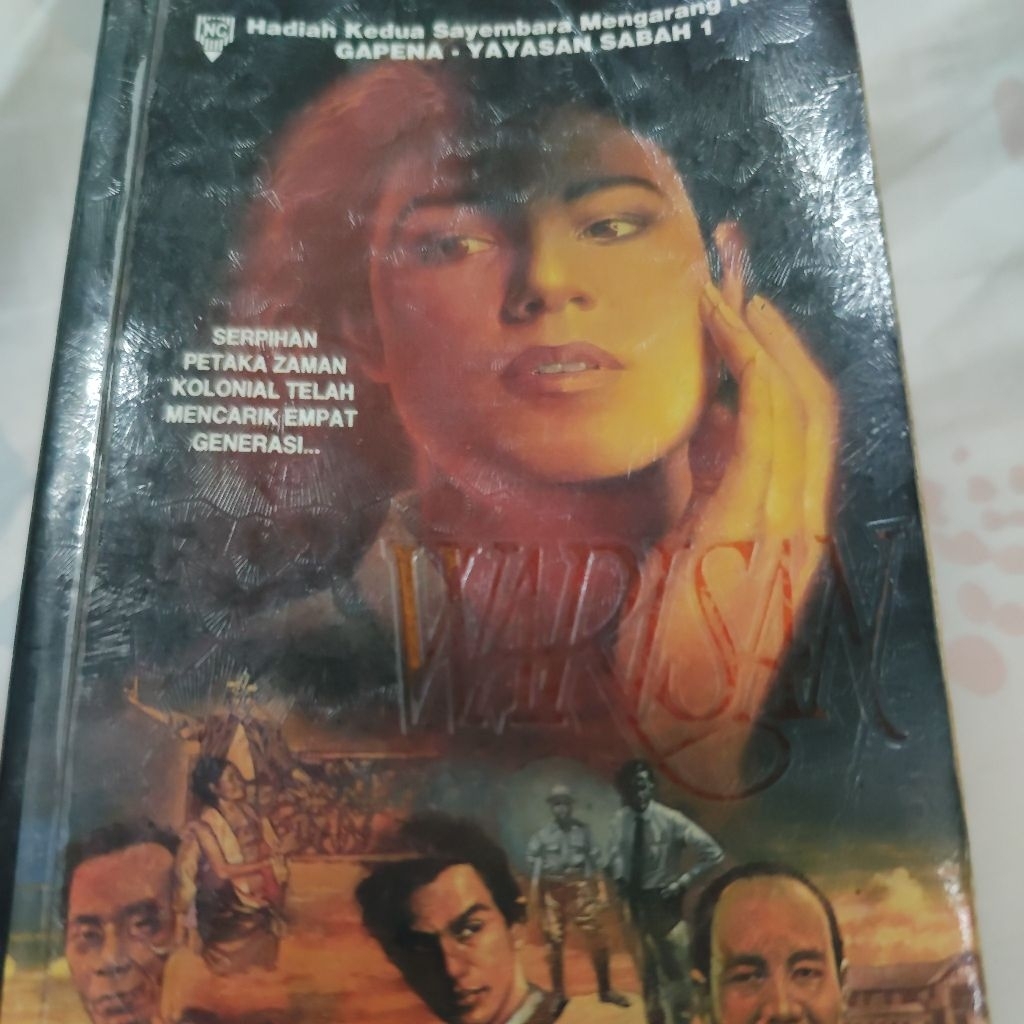 NC
Hadiah Kedua Sayembara Mengarang
GAPENA - YAYASAN SABAH 1
SERPIHAN
PETAKA ZAMAN
KOLONIAL TELAH
MENCARIK EMPAT
GENERASI...
WARISAN